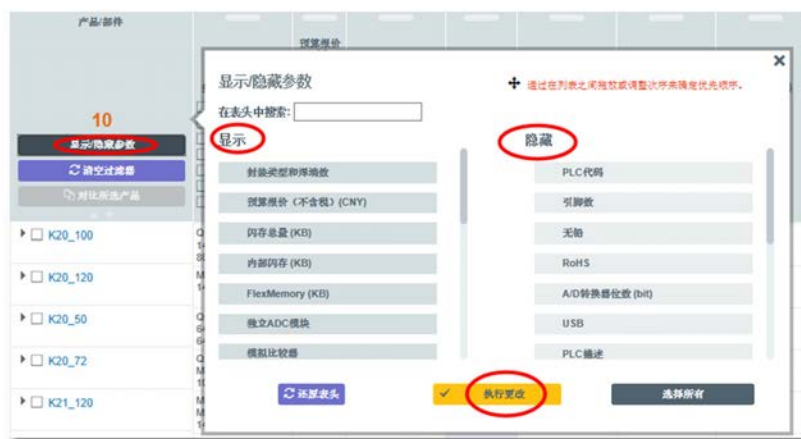 产品/部件
预算报价
10
显示/隐藏参数
清空过滤器
对比所选产品
K20_100
K20_120
K20_50
K20_72
K21_120
显示/隐藏参数
通过在列表之间拖放或调整次序来确定优先顺序。
在表头中搜索:
显示
隐藏
封装类型和焊端数
预算报价（不含税）(CNY)
闪存总量 (KB)
内部闪存 (KB)
FlexMemory (KB)
独立ADC模块
模拟比较器
PLC代码
引脚数
无铅
RoHS
A/D转换器位数 (bit)
USB
PLC描述
还原表头
执行更改
选择所有